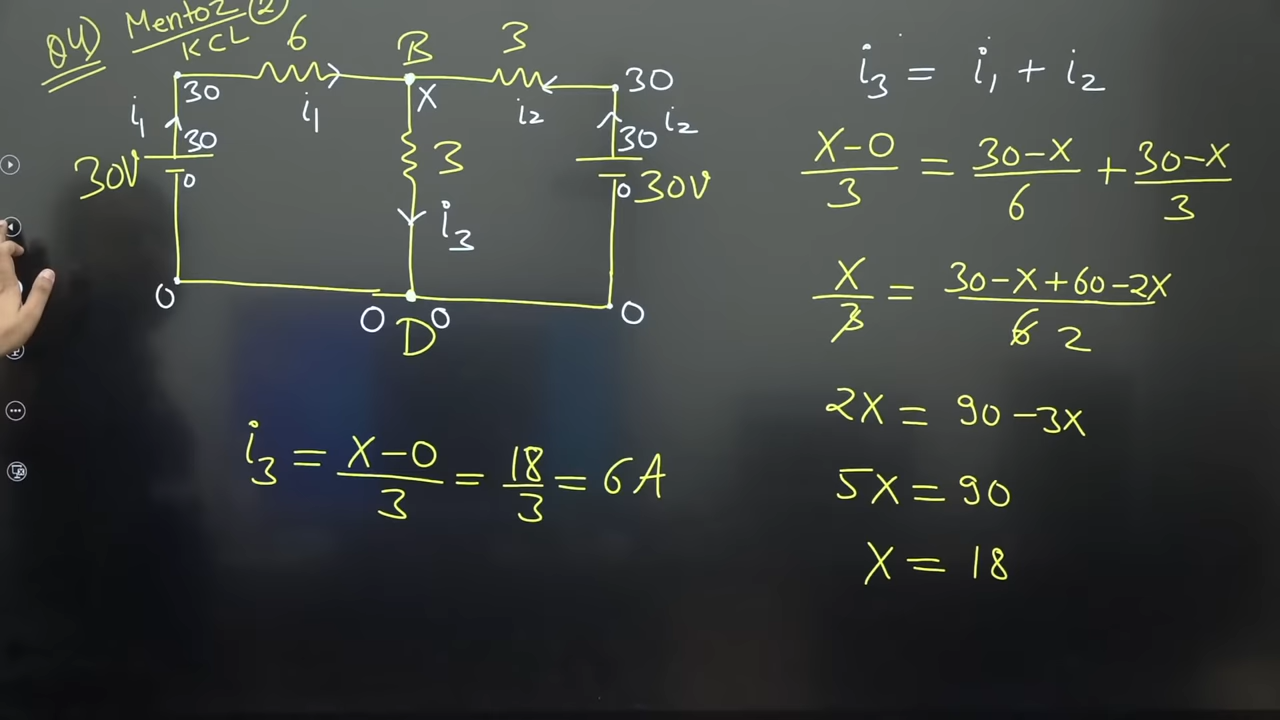 Q4) Mentoz ②
KCL
6
B
3
30
X
30
i₁
i₁
i₂
i₂
30
30
30V
0
3
0
30V
i₃
0
0
0
0
D
i₃ = i₁ + i₂
X-0/3 = 30-X/6 + 30-X/3
X/3 = 30-X+60-2X/6 2
2X = 90-3X
5X = 90
X = 18
i₃ = X-0/3 = 18/3 = 6A